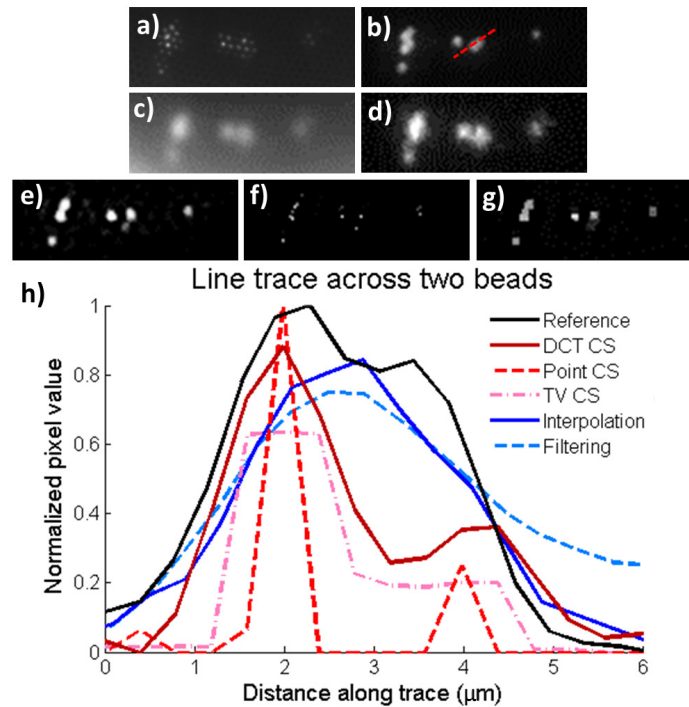 a)
b)
c)
d)
e)
f)
g)
h)
Line trace across two beads
Normalized pixel value
1
0.8
0.6
0.4
0.2
0
Reference
DCT CS
Point CS
TV CS
Interpolation
Filtering
0 1 2 3 4 5 6
Distance along trace (μm)